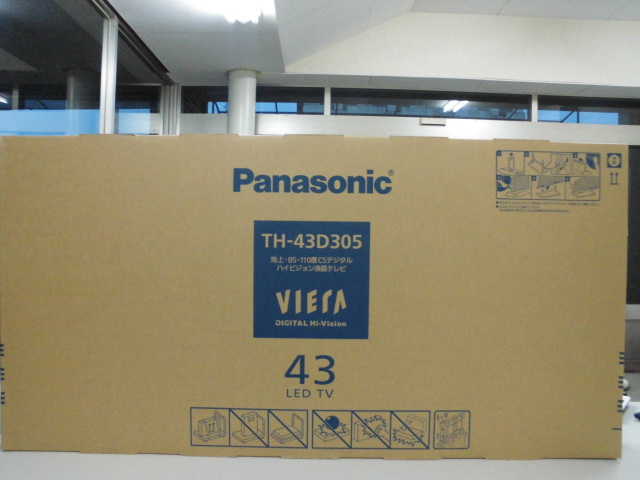 Panasonic®
TH-43D305
地上・BS・110度CSデジタル
ハイビジョン液晶テレビ
VIErA
DIGITAL Hi-Vision
43
LED TV